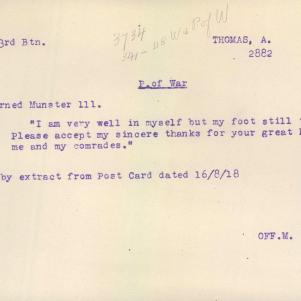 3rd Btn.
3734
341- 
THOMAS, A.
2882
P.of War
rned Munster 111.
"I am very well in myself but my foot still
Please accept my sincere thanks for your great
me and my comrades."
by extract from Post Card dated 16/8/18
OFF.M.